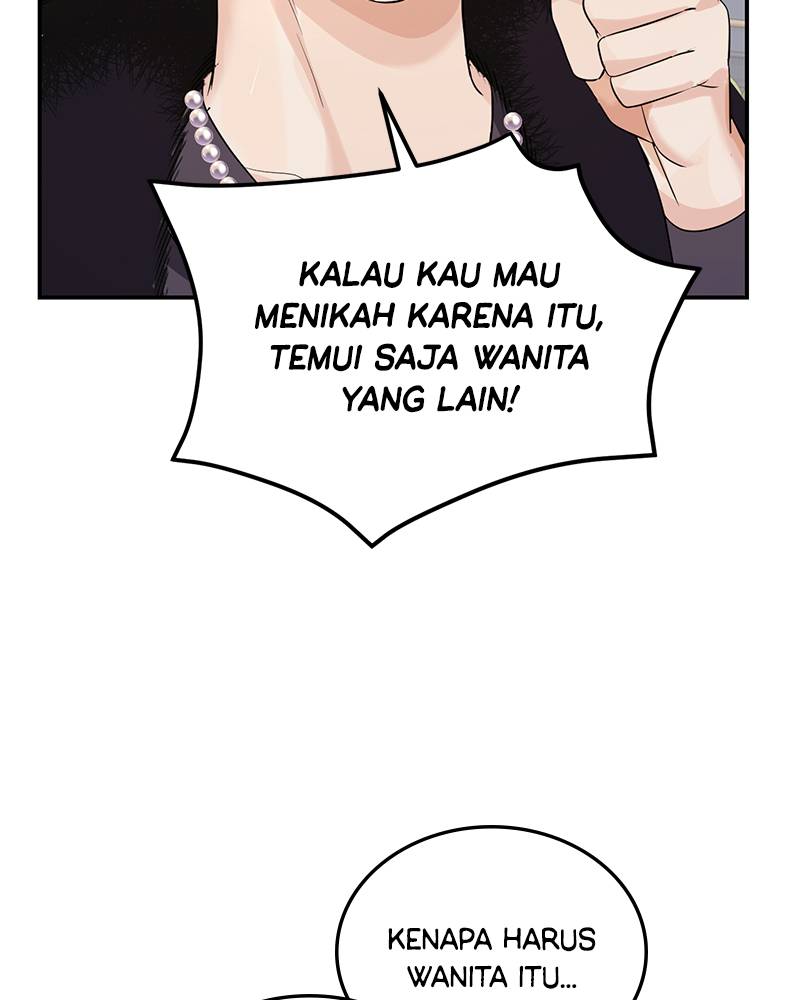 KALAU KAU MAU
MENIKAH KARENA ITU,
TEMUI SAJA WANITA
YANG LAIN!
KENAPA HARUS
WANITA ITU...